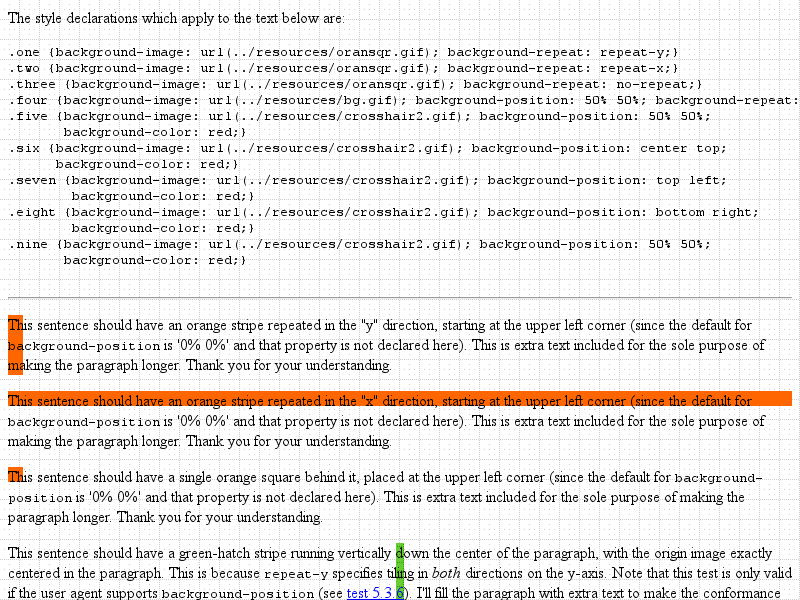 The style declarations which apply to the text below are:
.one {background-image: url(../resources/oransqr.gif); background-repeat: repeat-y;}
.two {background-image: url(../resources/oransqr.gif); background-repeat: repeat-x;}
.three {background-image: url(../resources/oransqr.gif); background-repeat: no-repeat;}
.four {background-image: url(../resources/bg.gif); background-position: 50% 50%; background-repeat:
.five {background-image: url(../resources/crosshair2.gif); background-position: 50% 50%;
background-color: red;}
.six {background-image: url(../resources/crosshair2.gif); background-position: center top;
background-color: red;}
.seven {background-image: url(../resources/crosshair2.gif); background-position: top left;
background-color: red;}
.eight {background-image: url(../resources/crosshair2.gif); background-position: bottom right;
background-color: red;}
.nine {background-image: url(../resources/crosshair2.gif); background-position: 50% 50%;
background-color: red;}
This sentence should have an orange stripe repeated in the "y" direction, starting at the upper left corner (since the default for
background-position is '0% 0%' and that property is not declared here). This is extra text included for the sole purpose of
making the paragraph longer. Thank you for your understanding.
This sentence should have an orange stripe repeated in the "x" direction, starting at the upper left corner (since the default for
background-position is '0% 0%' and that property is not declared here). This is extra text included for the sole purpose of
making the paragraph longer. Thank you for your understanding.
This sentence should have a single orange square behind it, placed at the upper left corner (since the default for background-
position is '0% 0%' and that property is not declared here). This is extra text included for the sole purpose of making the
paragraph longer. Thank you for your understanding.
This sentence should have a green-hatch stripe running vertically down the center of the paragraph, with the origin image exactly
centered in the paragraph. This is because repeat-y specifies tiling in both directions on the y-axis. Note that this test is only valid
if the user agent supports background-position (see test 5.3.6). I'll fill the paragraph with extra text to make the conformance